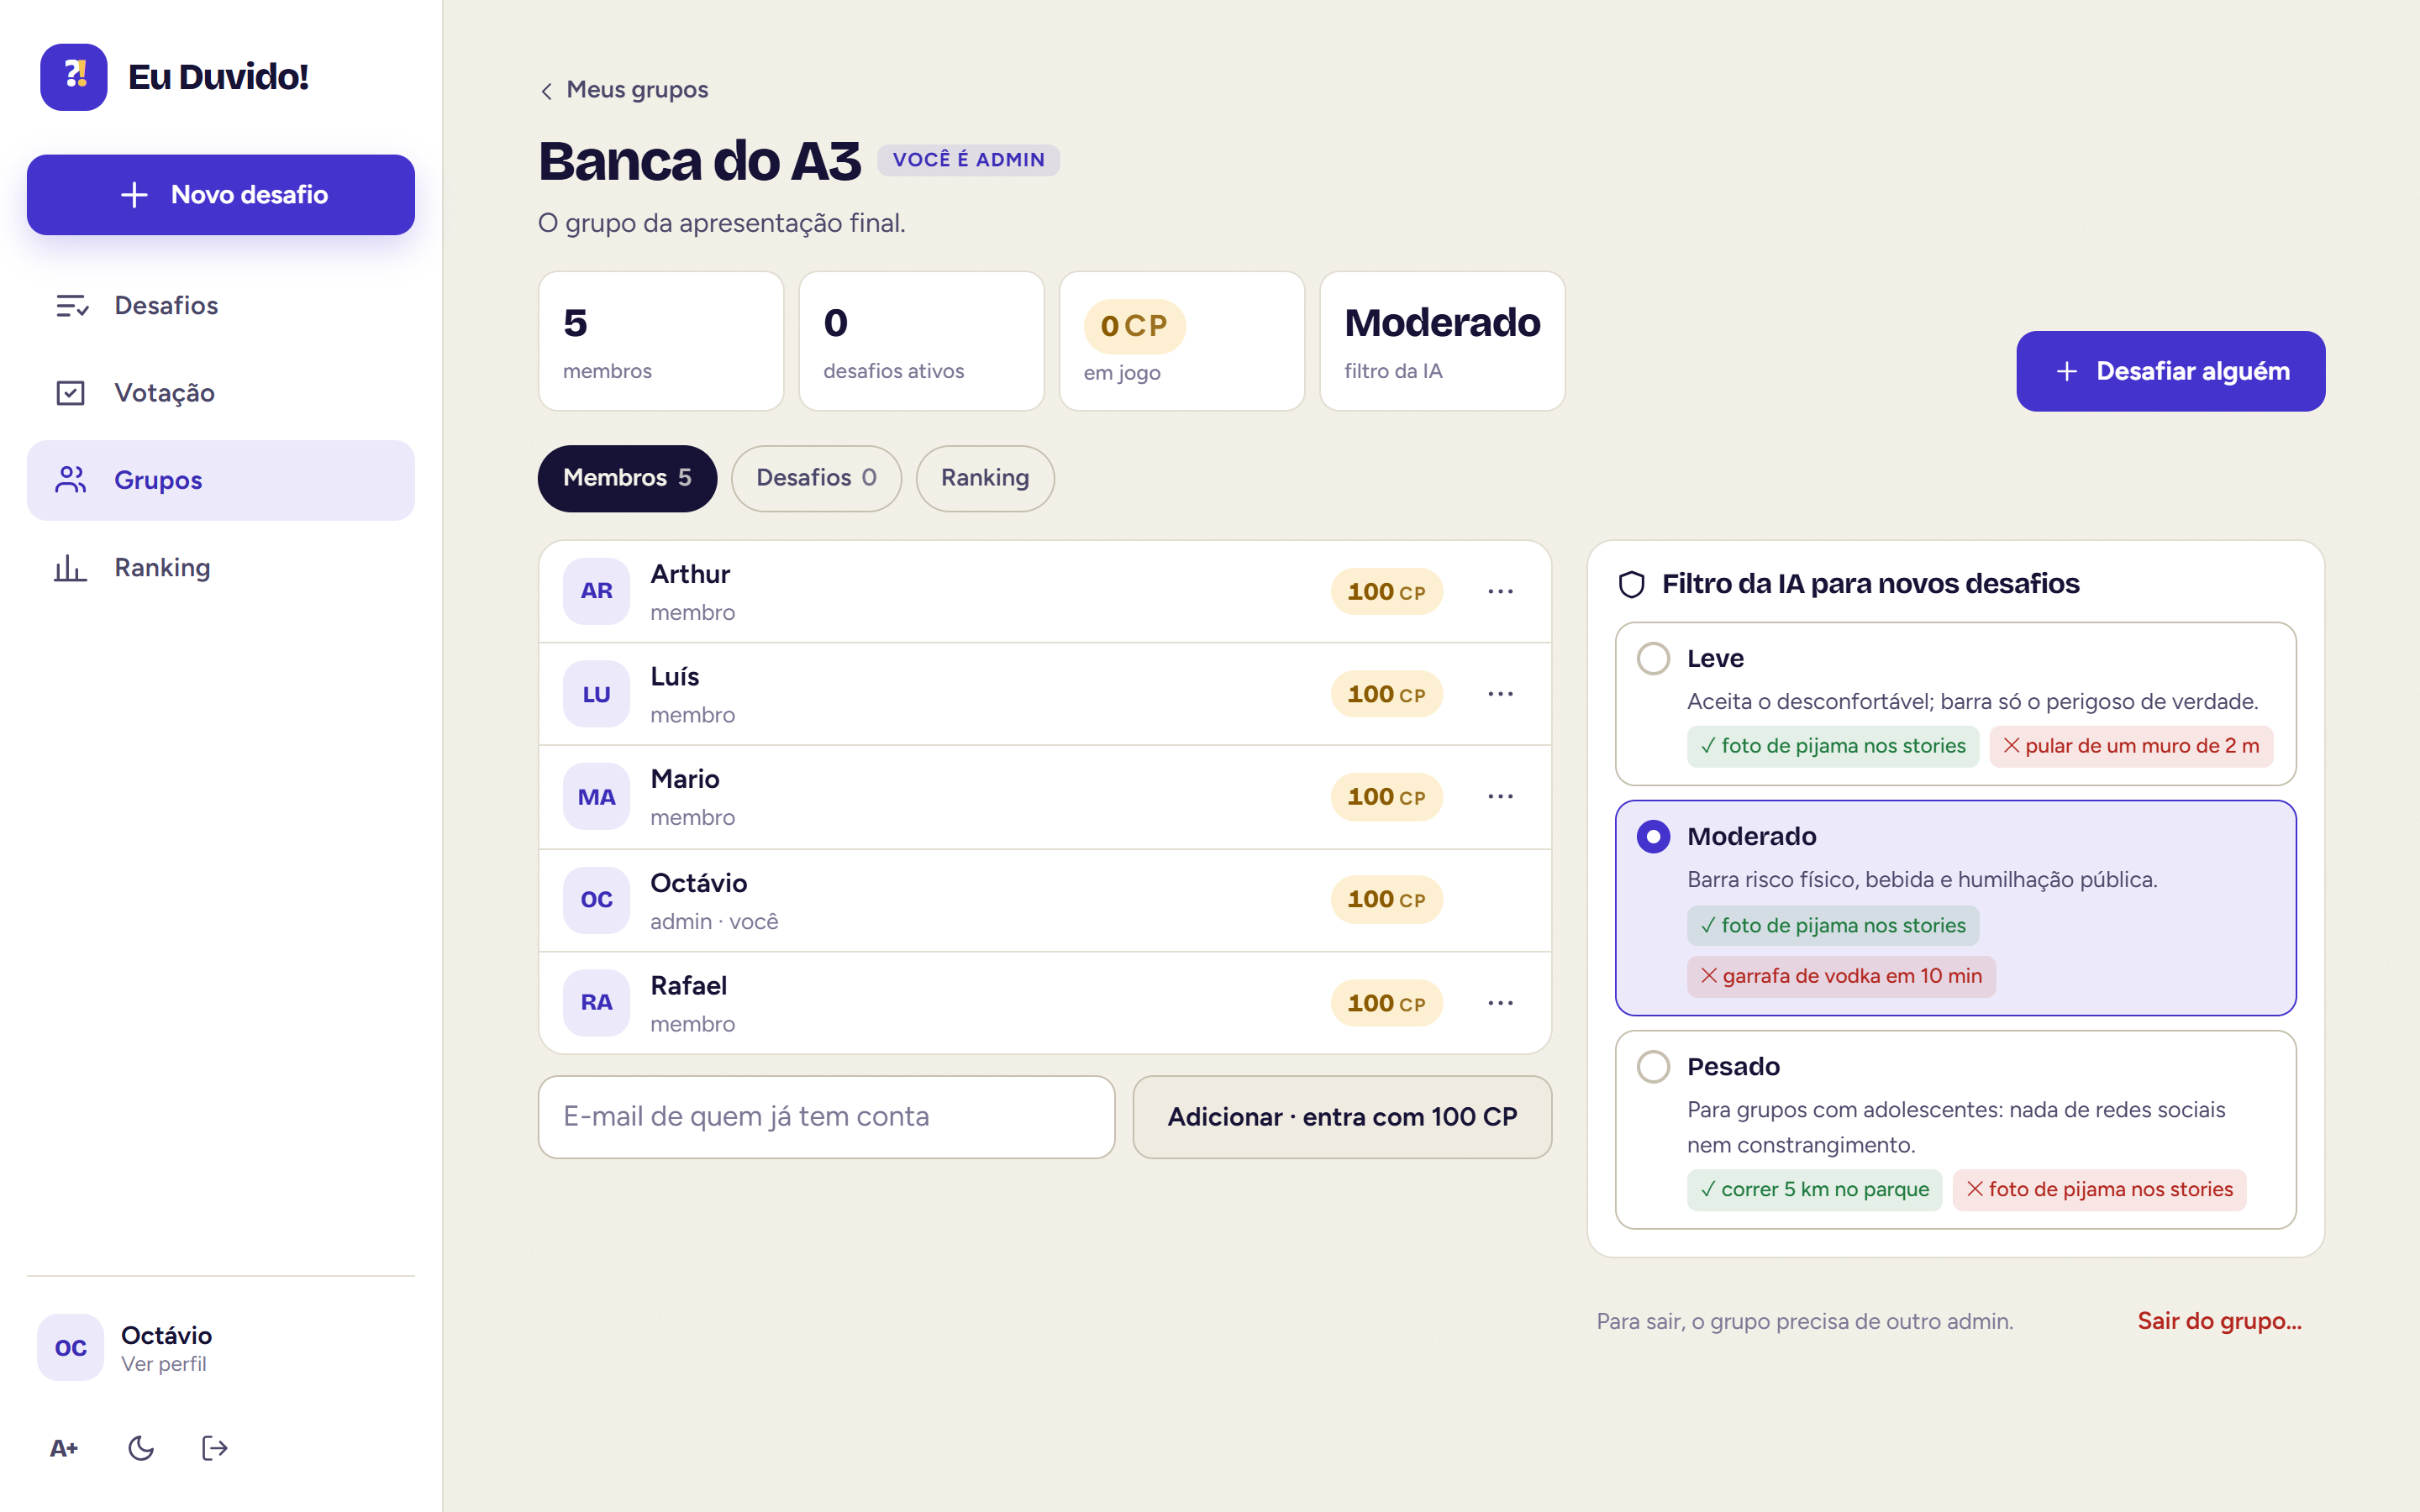 ?!
Eu Duvido!
Novo desafio
Desafios
Votação
Grupos
Ranking
OC
Octávio
Ver perfil
A+
Meus grupos
Banca do A3 VOCÊ É ADMIN
O grupo da apresentação final.
5
membros
0
desafios ativos
0 CP
em jogo
Moderado
filtro da IA
Desafiar alguém
Membros 5
Desafios 0
Ranking
AR
Arthur
membro
100 CP
LU
Luís
membro
100 CP
MA
Mario
membro
100 CP
OC
Octávio
admin · você
100 CP
RA
Rafael
membro
100 CP
E-mail de quem já tem conta
Adicionar · entra com 100 CP
Filtro da IA para novos desafios
Leve
Aceita o desconfortável; barra só o perigoso de verdade.
✓ foto de pijama nos stories
✕ pular de um muro de 2 m
Moderado
Barra risco físico, bebida e humilhação pública.
✓ foto de pijama nos stories
✕ garrafa de vodka em 10 min
Pesado
Para grupos com adolescentes: nada de redes sociais
nem constrangimento.
✓ correr 5 km no parque
✕ foto de pijama nos stories
Para sair, o grupo precisa de outro admin.
Sair do grupo...